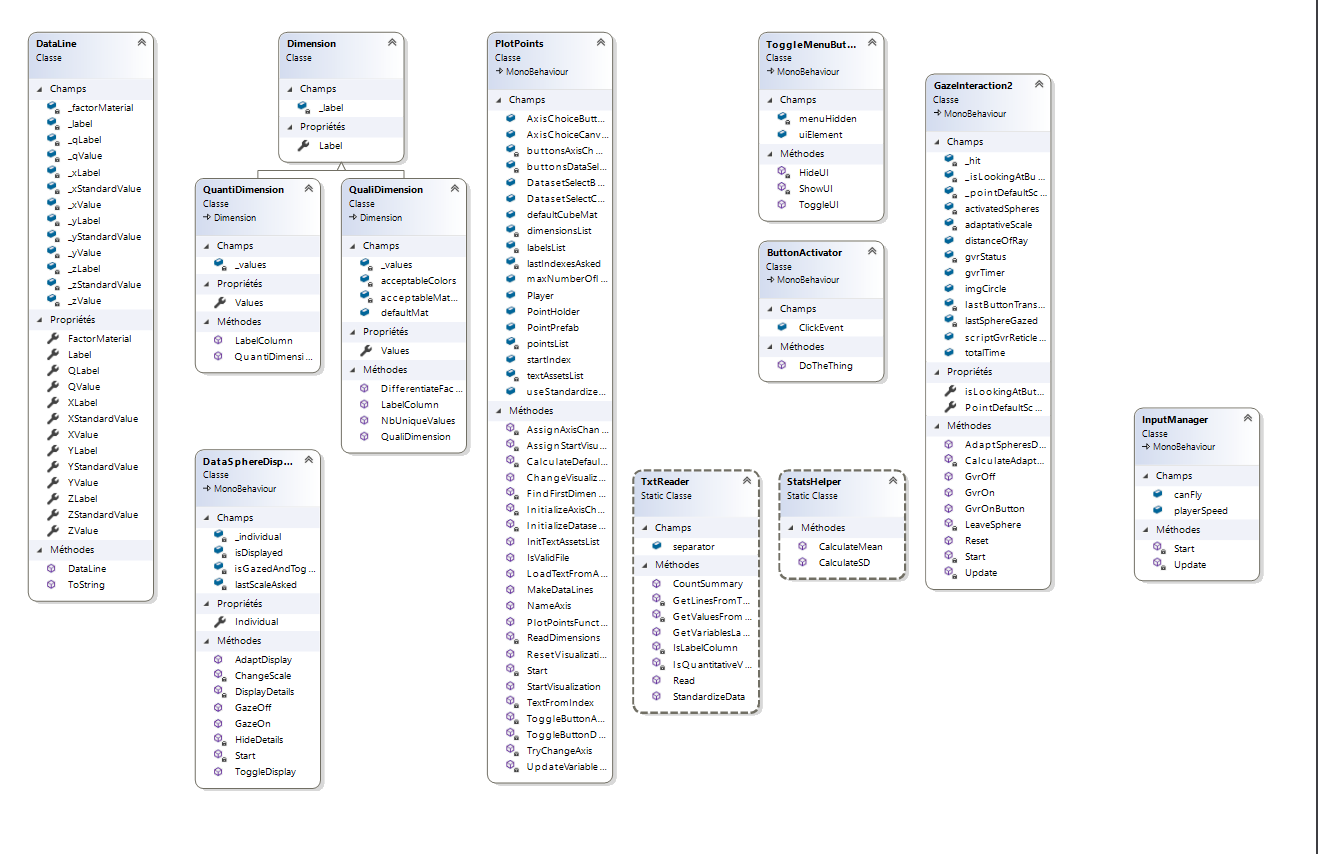 DataLine
Classe
Champs
_factorMaterial
_label
_qLabel
_qValue
_xLabel
_xStandardValue
_xValue
_yLabel
_yStandardValue
_yValue
_zLabel
_zStandardValue
_zValue
Propriétés
FactorMaterial
Label
QLabel
QValue
XLabel
XStandardValue
XValue
YLabel
YStandardValue
YValue
ZLabel
ZStandardValue
ZValue
Méthodes
DataLine
ToString
Dimension
Classe
Champs
_label
Propriétés
Label
QuantiDimension
Classe
Dimension
Champs
_values
Propriétés
Values
Méthodes
LabelColumn
QuantiDimensi...
QualiDimension
Classe
Dimension
Champs
_values
acceptableColors
acceptableMat...
defaultMat
Propriétés
Values
Méthodes
DifferentiateFac...
LabelColumn
NbUniqueValues
QualiDimension
DataSphereDisp...
Classe
MonoBehaviour
Champs
_individual
isDisplayed
isGazedAndTog...
lastScaleAsked
Propriétés
Individual
Méthodes
AdaptDisplay
ChangeScale
DisplayDetails
GazeOff
GazeOn
HideDetails
Start
ToggleDisplay
PlotPoints
Classe
MonoBehaviour
Champs
AxisChoiceButt...
AxisChoiceCanv...
buttonsAxisCh...
buttonsDataSel...
DatasetSelectB...
DatasetSelectC...
defaultCubeMat
dimensionsList
labelsList
lastIndexesAsked
maxNumberOfI...
Player
PointHolder
PointPrefab
pointsList
startIndex
textAssetsList
useStandardize...
Méthodes
AssignAxisChan...
AssignStartVisu...
CalculateDefaul...
ChangeVisualiz...
FindFirstDimen...
InitializeAxisCh...
InitializeDatase...
InitTextAssetsList
IsValidFile
LoadTextFromA...
MakeDataLines
NameAxis
PlotPointsFunct...
ReadDimensions
ResetVisualizati...
Start
StartVisualization
TextFromIndex
ToggleButtonA...
ToggleButtonD...
TryChangeAxis
UpdateVariable...
TxtReader
Static Classe
Champs
separator
Méthodes
CountSummary
GetLinesFromT...
GetValuesFrom...
GetVariablesLa...
IsLabelColumn
IsQuantitativeV...
Read
StandardizeData
ToggleMenuBut...
Classe
MonoBehaviour
Champs
menuHidden
uiElement
Méthodes
HideUI
ShowUI
ToggleUI
ButtonActivator
Classe
MonoBehaviour
Champs
ClickEvent
Méthodes
DoTheThing
StatsHelper
Static Classe
Méthodes
CalculateMean
CalculateSD
GazeInteraction2
Classe
MonoBehaviour
Champs
_hit
_isLookingAtBu...
_pointDefaultSc...
activatedSpheres
adaptativeScale
distanceOfRay
gvrStatus
gvrTimer
imgCircle
lastButtonTrans...
lastSphereGazed
scriptGvrReticle...
totalTime
Propriétés
isLookingAtBut...
PointDefaultSc...
Méthodes
AdaptSpheresD...
CalculateAdapt...
GvrOff
GvrOn
GvrOnButton
LeaveSphere
Reset
Start
Update
InputManager
Classe
MonoBehaviour
Champs
canFly
playerSpeed
Méthodes
Start
Update